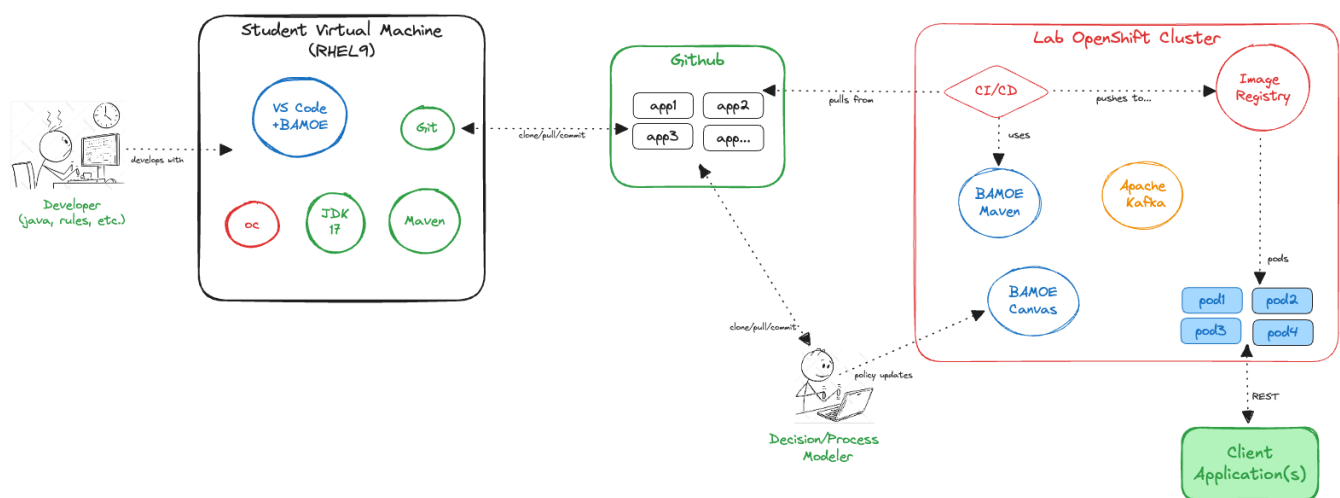 Student Virtual Machine
(RHEL9)
VS Code
+BAMOE
Git
oc
JDK
17
Maven
develops with
Developer
(java, rules, etc.)
clone/pull/commit
Github
app1
app2
app3
app...
clone/pull/commit
Decision/Process
Modeler
policy updates
Lab OpenShift Cluster
pulls from
CI/CD
pushes to...
Image
Registry
uses
BAMOE
Maven
Apache
Kafka
BAMOE
Canvas
pods
pod1
pod2
pod3
pod4
REST
Client
Application(s)